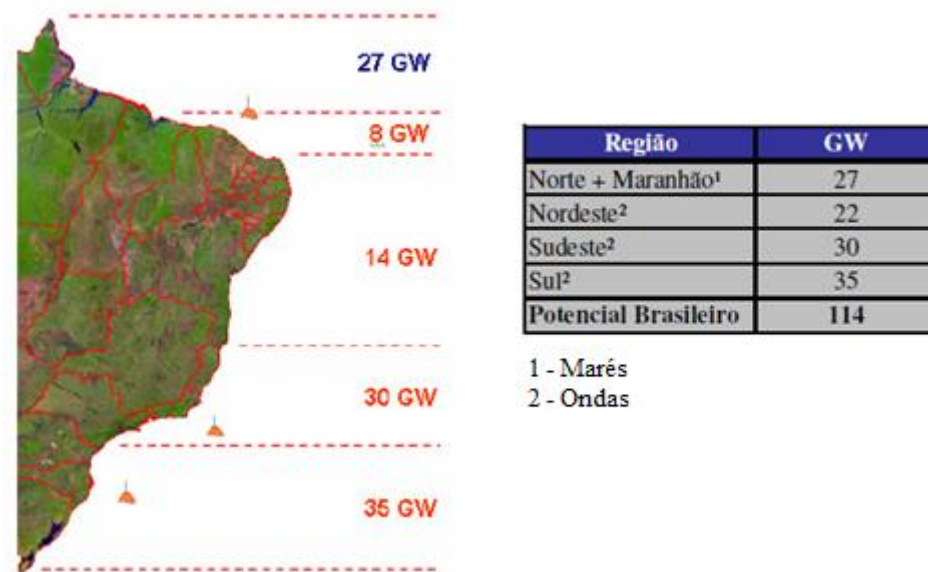 27 GW
8 GW
14 GW
30 GW
35 GW
Região GW
Norte + Maranhão¹ 27
Nordeste² 22
Sudeste² 30
Sul² 35
Potencial Brasileiro 114
1 - Marés
2 - Ondas